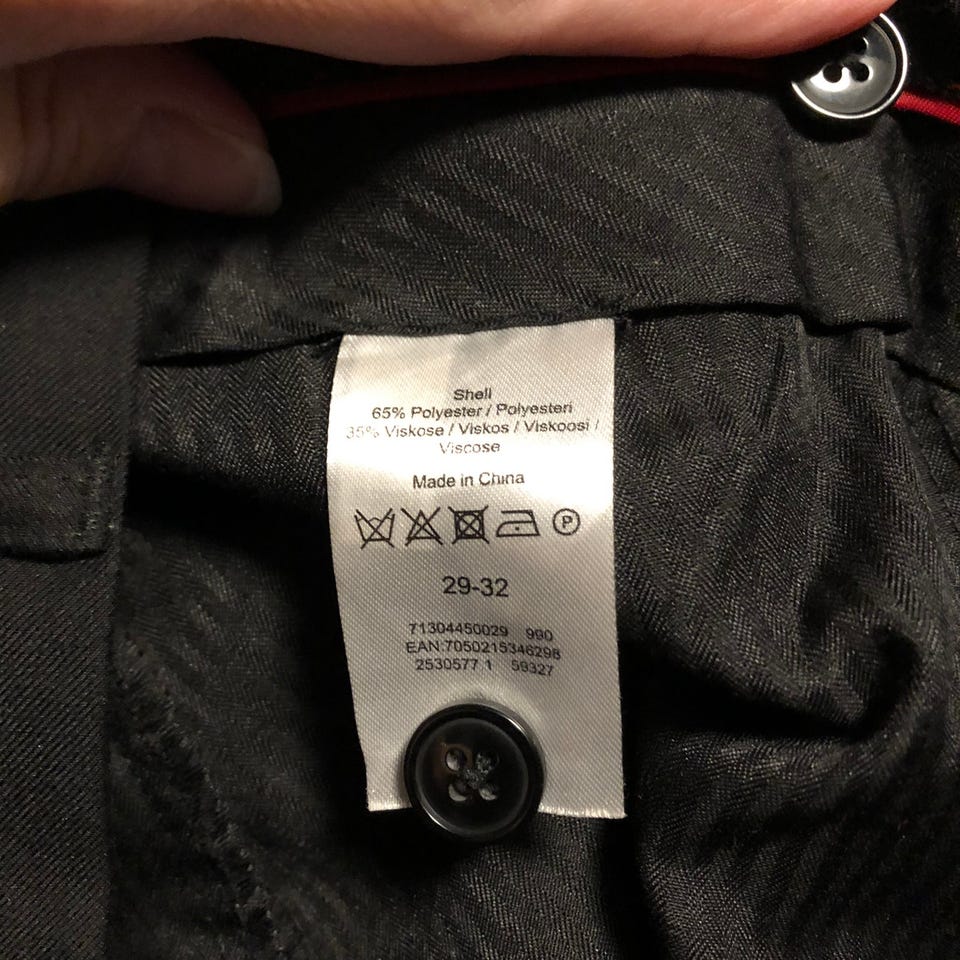 Shell
65% Polyester / Polyesteri
35% Viskose / Viskos / Viskoosi /
Viscose
Made in China
P
29-32
71304450029 990
EAN:7050215346298
2530577 1 59327